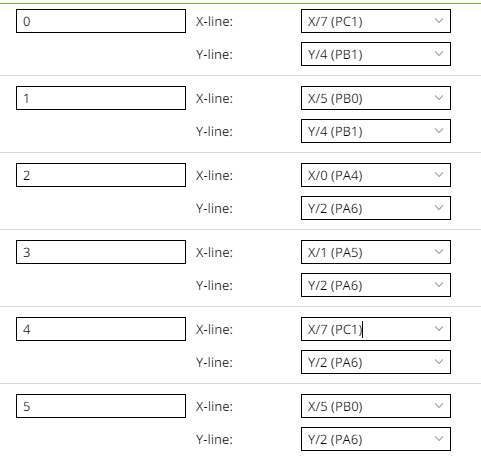 0 X-line: X/7 (PC1)
Y-line: Y/4 (PB1)
1 X-line: X/5 (PB0)
Y-line: Y/4 (PB1)
2 X-line: X/0 (PA4)
Y-line: Y/2 (PA6)
3 X-line: X/1 (PA5)
Y-line: Y/2 (PA6)
4 X-line: X/7 (PC1)
Y-line: Y/2 (PA6)
5 X-line: X/5 (PB0)
Y-line: Y/2 (PA6)